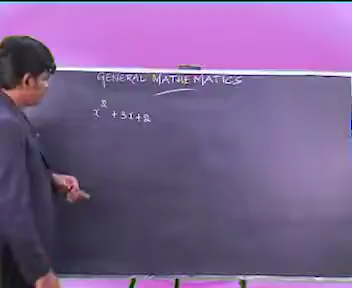 GENERAL MATHEMATICS
x² + 3x + 2